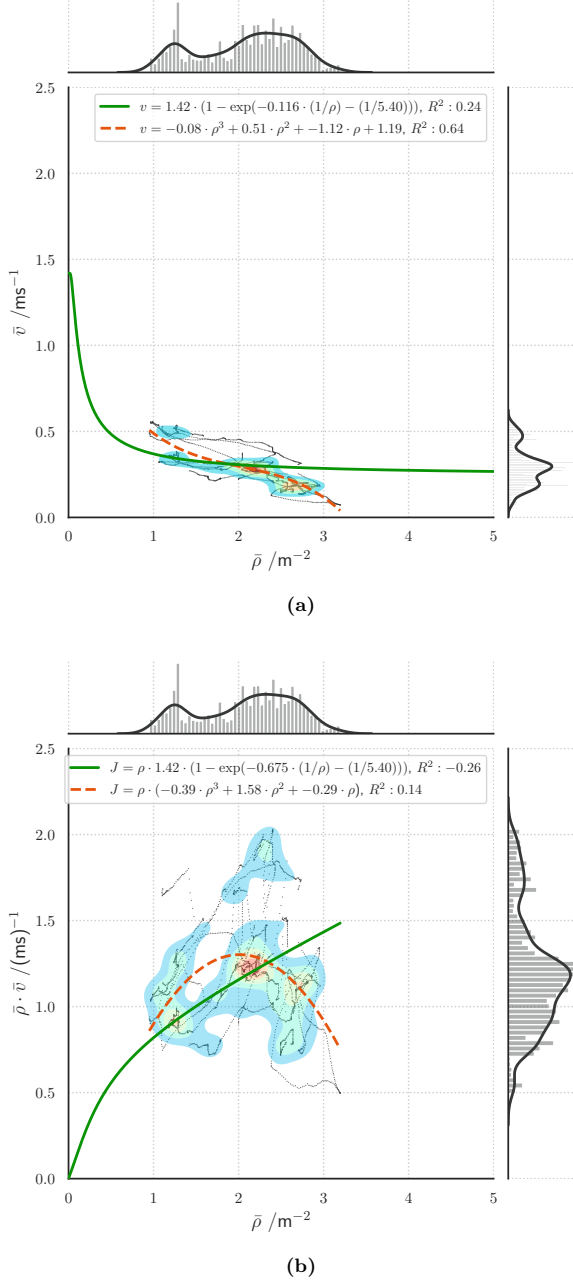 2.5
v = 1.42 · (1 − exp(−0.116 · (1/ρ) − (1/5.40))), R² : 0.24
v = −0.08 · ρ³ + 0.51 · ρ² + −1.12 · ρ + 1.19, R² : 0.64
2.0
1.5
1.0
0.5
0.0
v̄ /ms⁻¹
0 1 2 3 4 5
ρ̄ /m⁻²
(a)
2.5
J = ρ · 1.42 · (1 − exp(−0.675 · (1/ρ) − (1/5.40))), R² : −0.26
J = ρ · (−0.39 · ρ³ + 1.58 · ρ² + −0.29 · ρ), R² : 0.14
2.0
1.5
1.0
0.5
0.0
ρ̄ · v̄ /(ms)⁻¹
0 1 2 3 4 5
ρ̄ /m⁻²
(b)